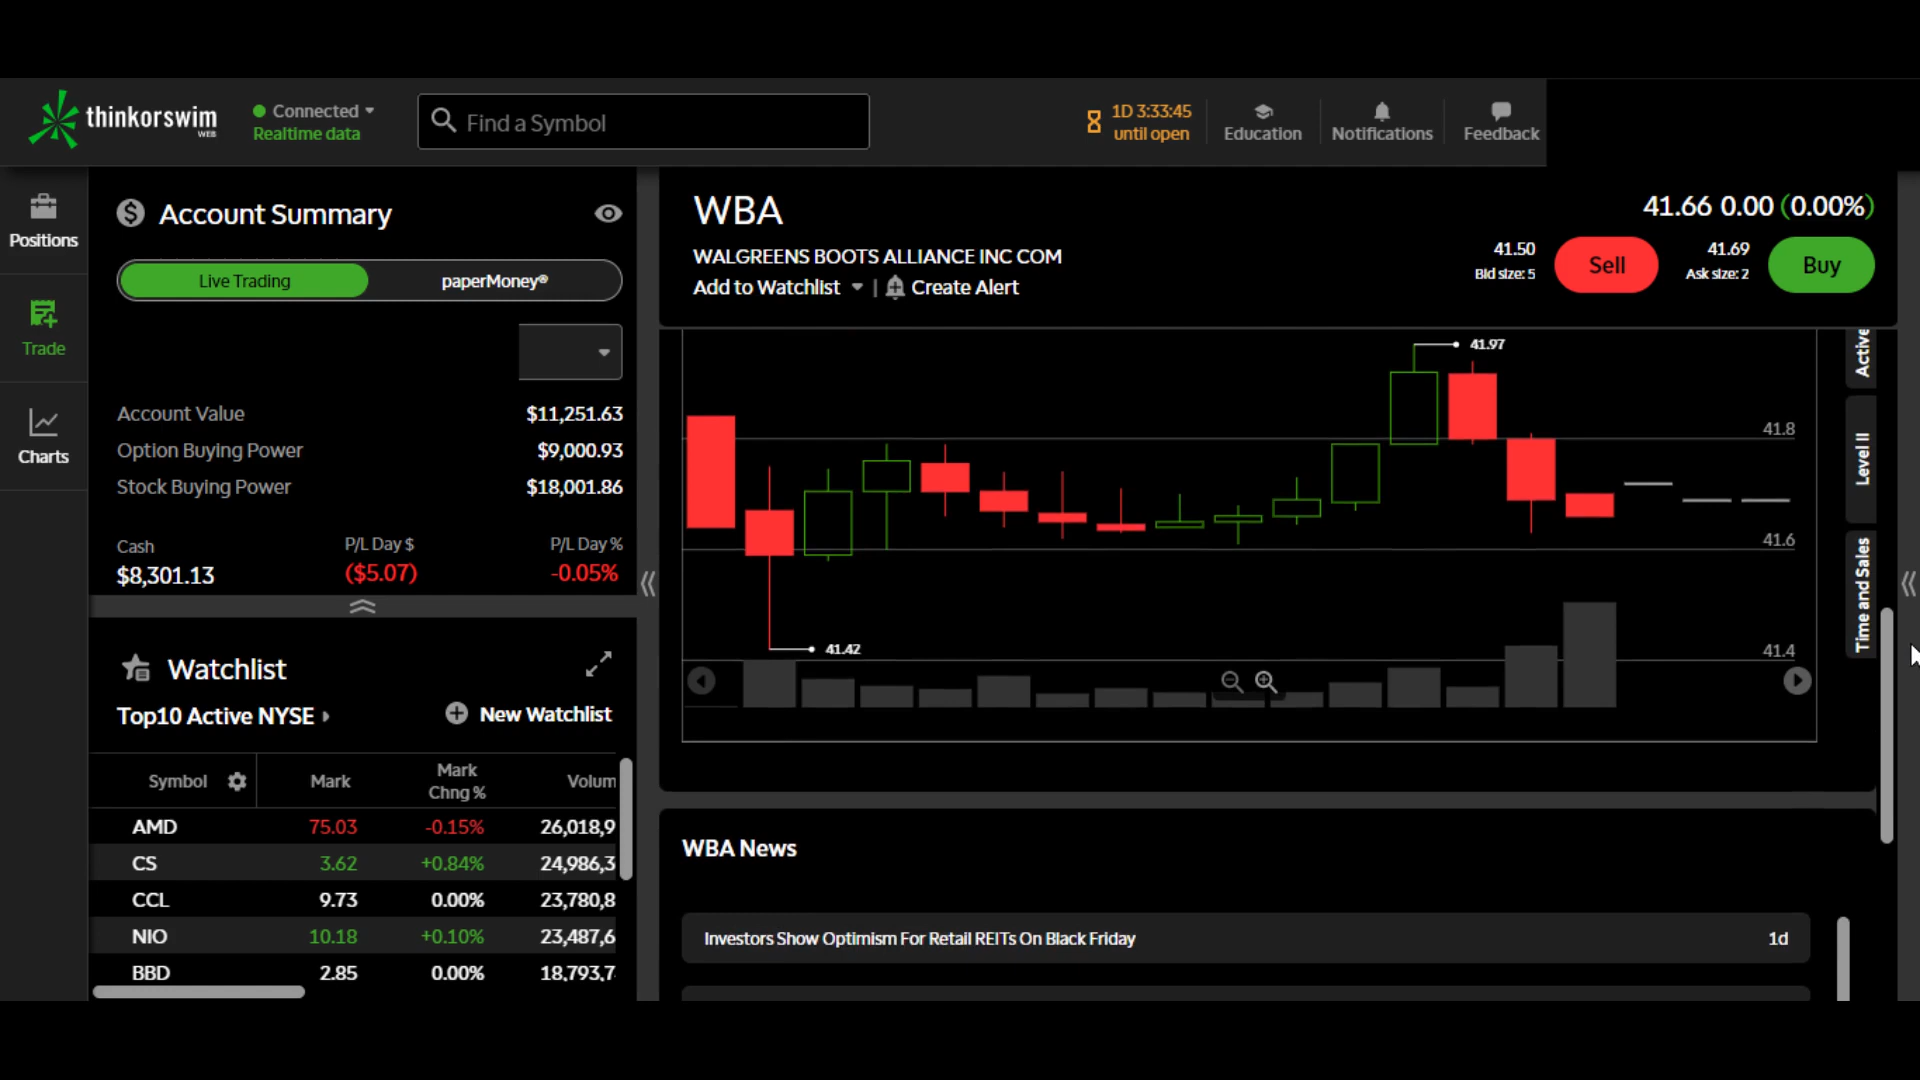 thinkorswim
WEB
Connected
Realtime data
Find a Symbol
1D 3:33:45
until open
Education
Notifications
Feedback
Positions
Trade
Charts
Account Summary
Live Trading
paperMoney®
Account Value $11,251.63
Option Buying Power $9,000.93
Stock Buying Power $18,001.86
Cash P/L Day $ P/L Day %
$8,301.13 ($5.07) -0.05%
Watchlist
Top10 Active NYSE
New Watchlist
Symbol Mark Mark Chng % Volum
AMD 75.03 -0.15% 26,018,9
CS 3.62 +0.84% 24,986,3
CCL 9.73 0.00% 23,780,8
NIO 10.18 +0.10% 23,487,6
BBD 2.85 0.00% 18,793,7
WBA
WALGREENS BOOTS ALLIANCE INC COM
Add to Watchlist | Create Alert
41.66 0.00 (0.00%)
41.50
Bid size: 5
Sell
41.69
Ask size: 2
Buy
41.97
41.8
41.6
41.42
41.4
Active
Level II
Time and Sales
WBA News
Investors Show Optimism For Retail REITs On Black Friday 1d